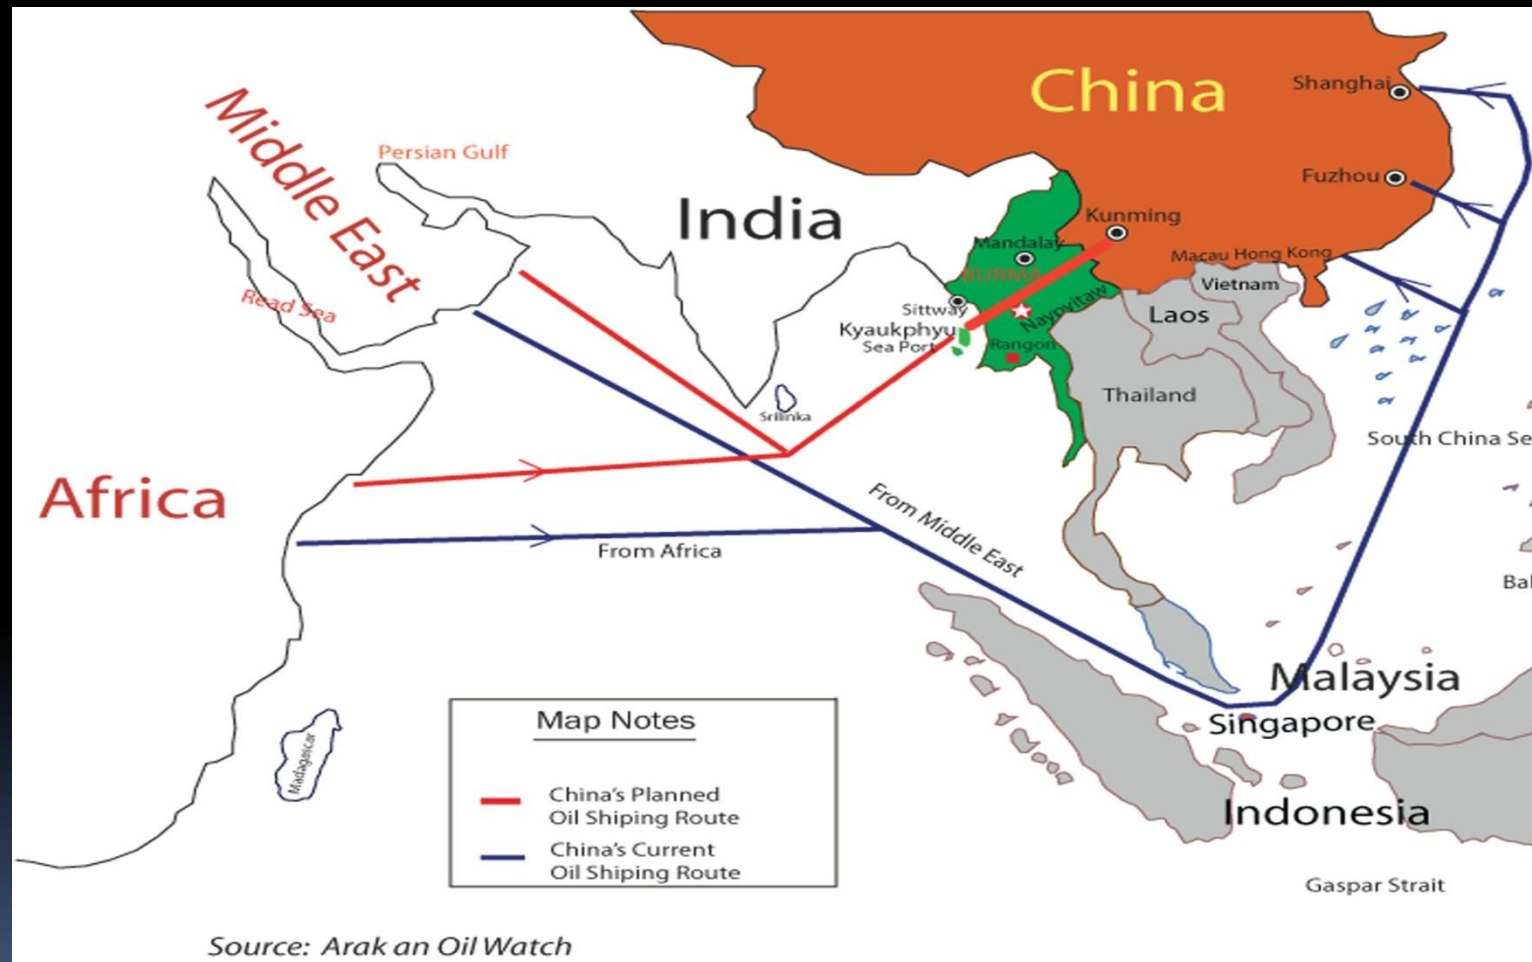 China
Shanghai
Middle East
Persian Gulf
Fuzhou
India
Kunming
Mandalay
Macau Hong Kong
BURMA
Vietnam
Read Sea
Sittway
Naypyitaw
Laos
Kyaukphyu
Sea Port
Rangon
Thailand
Srilinka
South China Se
Africa
From Middle East
From Africa
Bal
Malaysia
Singapore
Madagascar
Map Notes
China's Planned
Oil Shiping Route
China's Current
Oil Shiping Route
Indonesia
Gaspar Strait
Source: Arak an Oil Watch